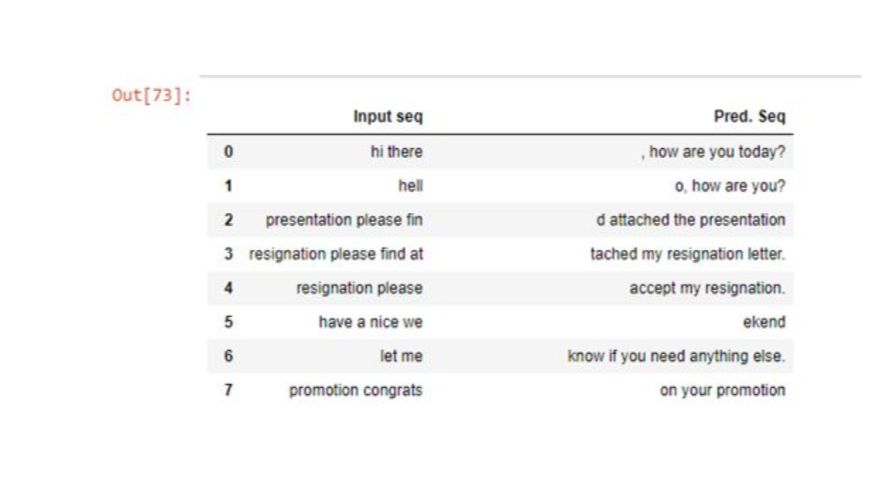 Out[73]:
Input seq Pred. Seq
0 hi there , how are you today?
1 hell o, how are you?
2 presentation please fin d attached the presentation
3 resignation please find at tached my resignation letter.
4 resignation please accept my resignation.
5 have a nice we ekend
6 let me know if you need anything else.
7 promotion congrats on your promotion